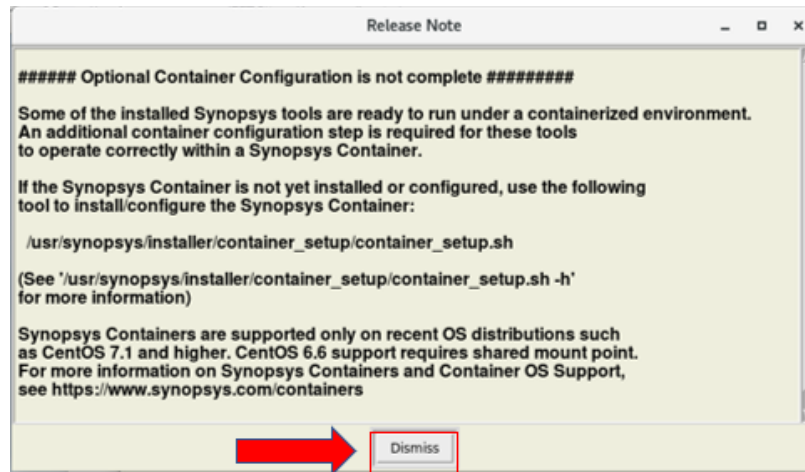 Release Note
###### Optional Container Configuration is not complete #########
Some of the installed Synopsys tools are ready to run under a containerized environment.
An additional container configuration step is required for these tools
to operate correctly within a Synopsys Container.
If the Synopsys Container is not yet installed or configured, use the following
tool to install/configure the Synopsys Container:
/usr/synopsys/installer/container_setup/container_setup.sh
(See '/usr/synopsys/installer/container_setup/container_setup.sh -h'
for more information)
Synopsys Containers are supported only on recent OS distributions such
as CentOS 7.1 and higher. CentOS 6.6 support requires shared mount point.
For more information on Synopsys Containers and Container OS Support,
see https://www.synopsys.com/containers
Dismiss